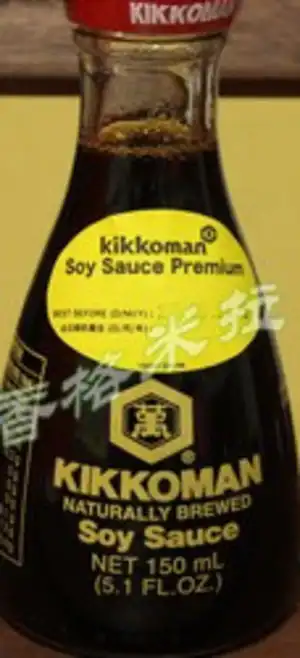 KIKKOMAN
kikkoman
Soy Sauce Premium
BEST BEFORE (D/M/Y):
香格米拉
KIKKOMAN
NATURALLY BREWED
Soy Sauce
NET 150 mL
(5.1 FL.OZ.)